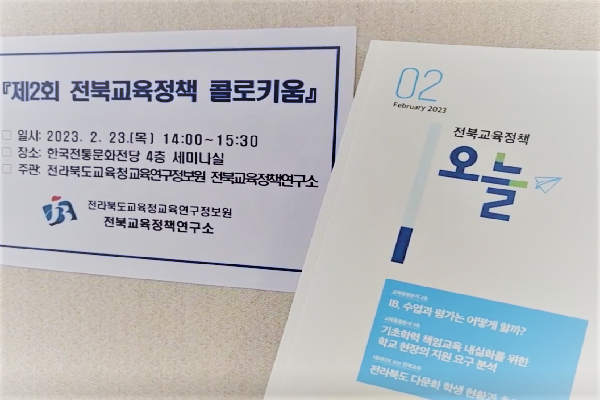 『제2회 전북교육정책 콜로키움』
□ 일시: 2023. 2. 23.(목) 14:00~15:30
□ 장소: 한국전통문화전당 4층 세미나실
□ 주관: 전라북도교육청교육연구정보원 전북교육정책연구소
전라북도교육청교육연구정보원
전북교육정책연구소
02
February 2023
전북교육정책
오늘
IB, 수업과 평가는 어떻게 할까?
기초학력 책임교육 내실화를 위한
학교 현장의 지원 요구 분석
전라북도 다문화 학생 현황과